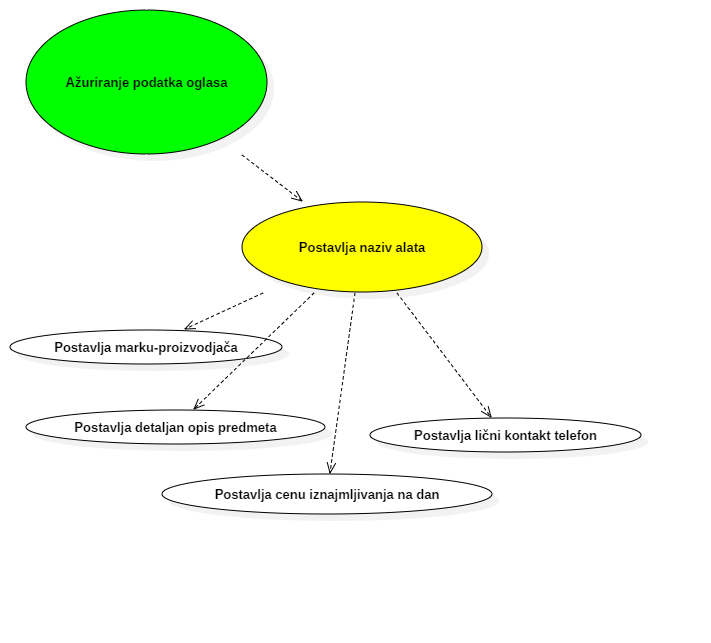 Ažuriranje podatka oglasa
Postavlja naziv alata
Postavlja marku-proizvodjača
Postavlja detaljan opis predmeta
Postavlja lični kontakt telefon
Postavlja cenu iznajmljivanja na dan